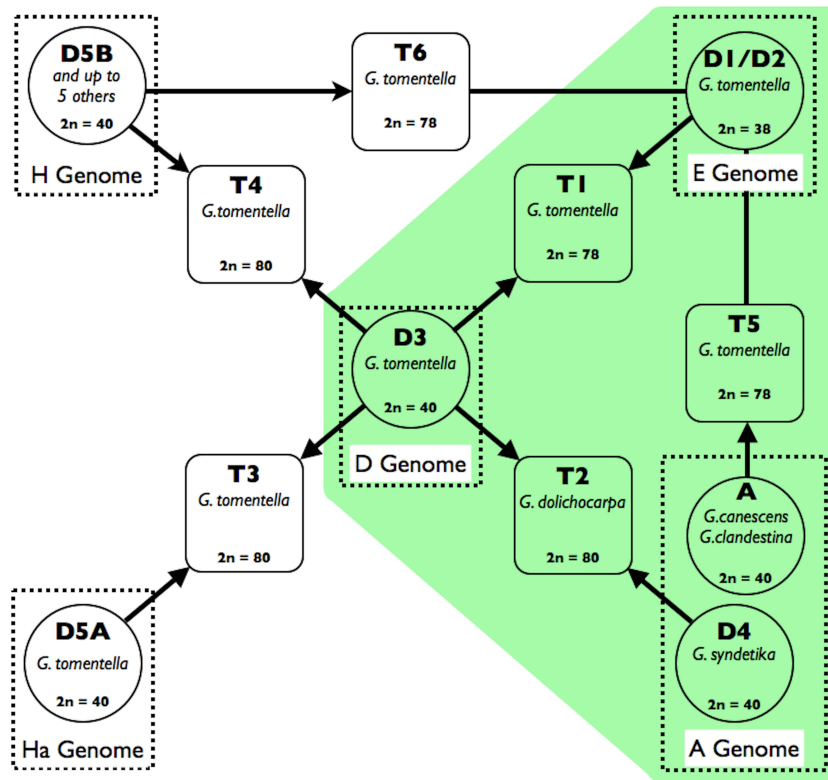 D5B
and up to
5 others
2n = 40
H Genome
T6
G. tomentella
2n = 78
D1/D2
G. tomentella
2n = 38
E Genome
T4
G.tomentella
2n = 80
T1
G. tomentella
2n = 78
D3
G. tomentella
2n = 40
D Genome
T5
G. tomentella
2n = 78
T3
G. tomentella
2n = 80
T2
G. dolichocarpa
2n = 80
A
G.canescens
G.clandestina
2n = 40
D5A
G. tomentella
2n = 40
Ha Genome
D4
G. syndetika
2n = 40
A Genome